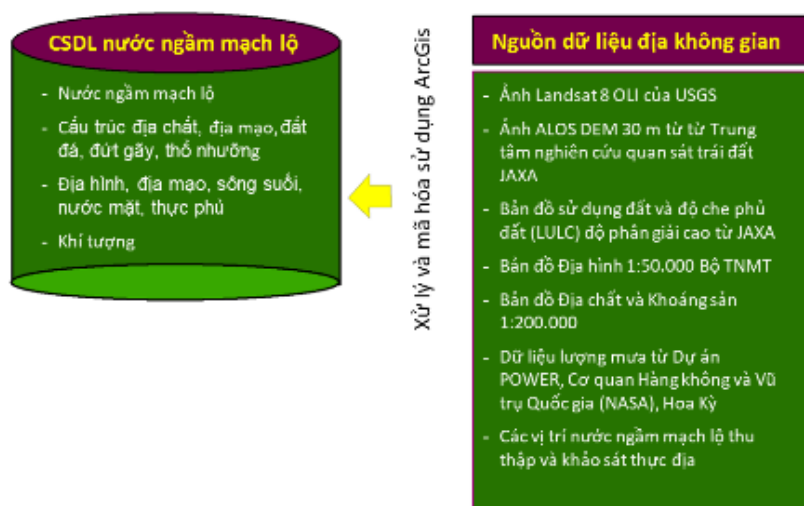 CSDL nước ngầm mạch lộ
- Nước ngầm mạch lộ
- Cấu trúc địa chất, địa mạo, đất
đá, đứt gãy, thổ nhưỡng
- Địa hình, địa mạo, sông suối,
nước mặt, thực phủ
- Khí tượng
Xử lý và mã hóa sử dụng ArcGis
Nguồn dữ liệu địa không gian
- Ảnh Landsat 8 OLI của USGS
- Ảnh ALOS DEM 30 m từ từ Trung
tâm nghiên cứu quan sát trái đất
JAXA
- Bản đồ sử dụng đất và độ che phủ
đất (LULC) độ phân giải cao từ JAXA
- Bản đồ Địa hình 1:50.000 Bộ TNMT
- Bản đồ Địa chất và Khoáng sản
1:200.000
- Dữ liệu lượng mưa từ Dự án
POWER, Cơ quan Hàng không và Vũ
trụ Quốc gia (NASA), Hoa Kỳ
- Các vị trí nước ngầm mạch lộ thu
thập và khảo sát thực địa